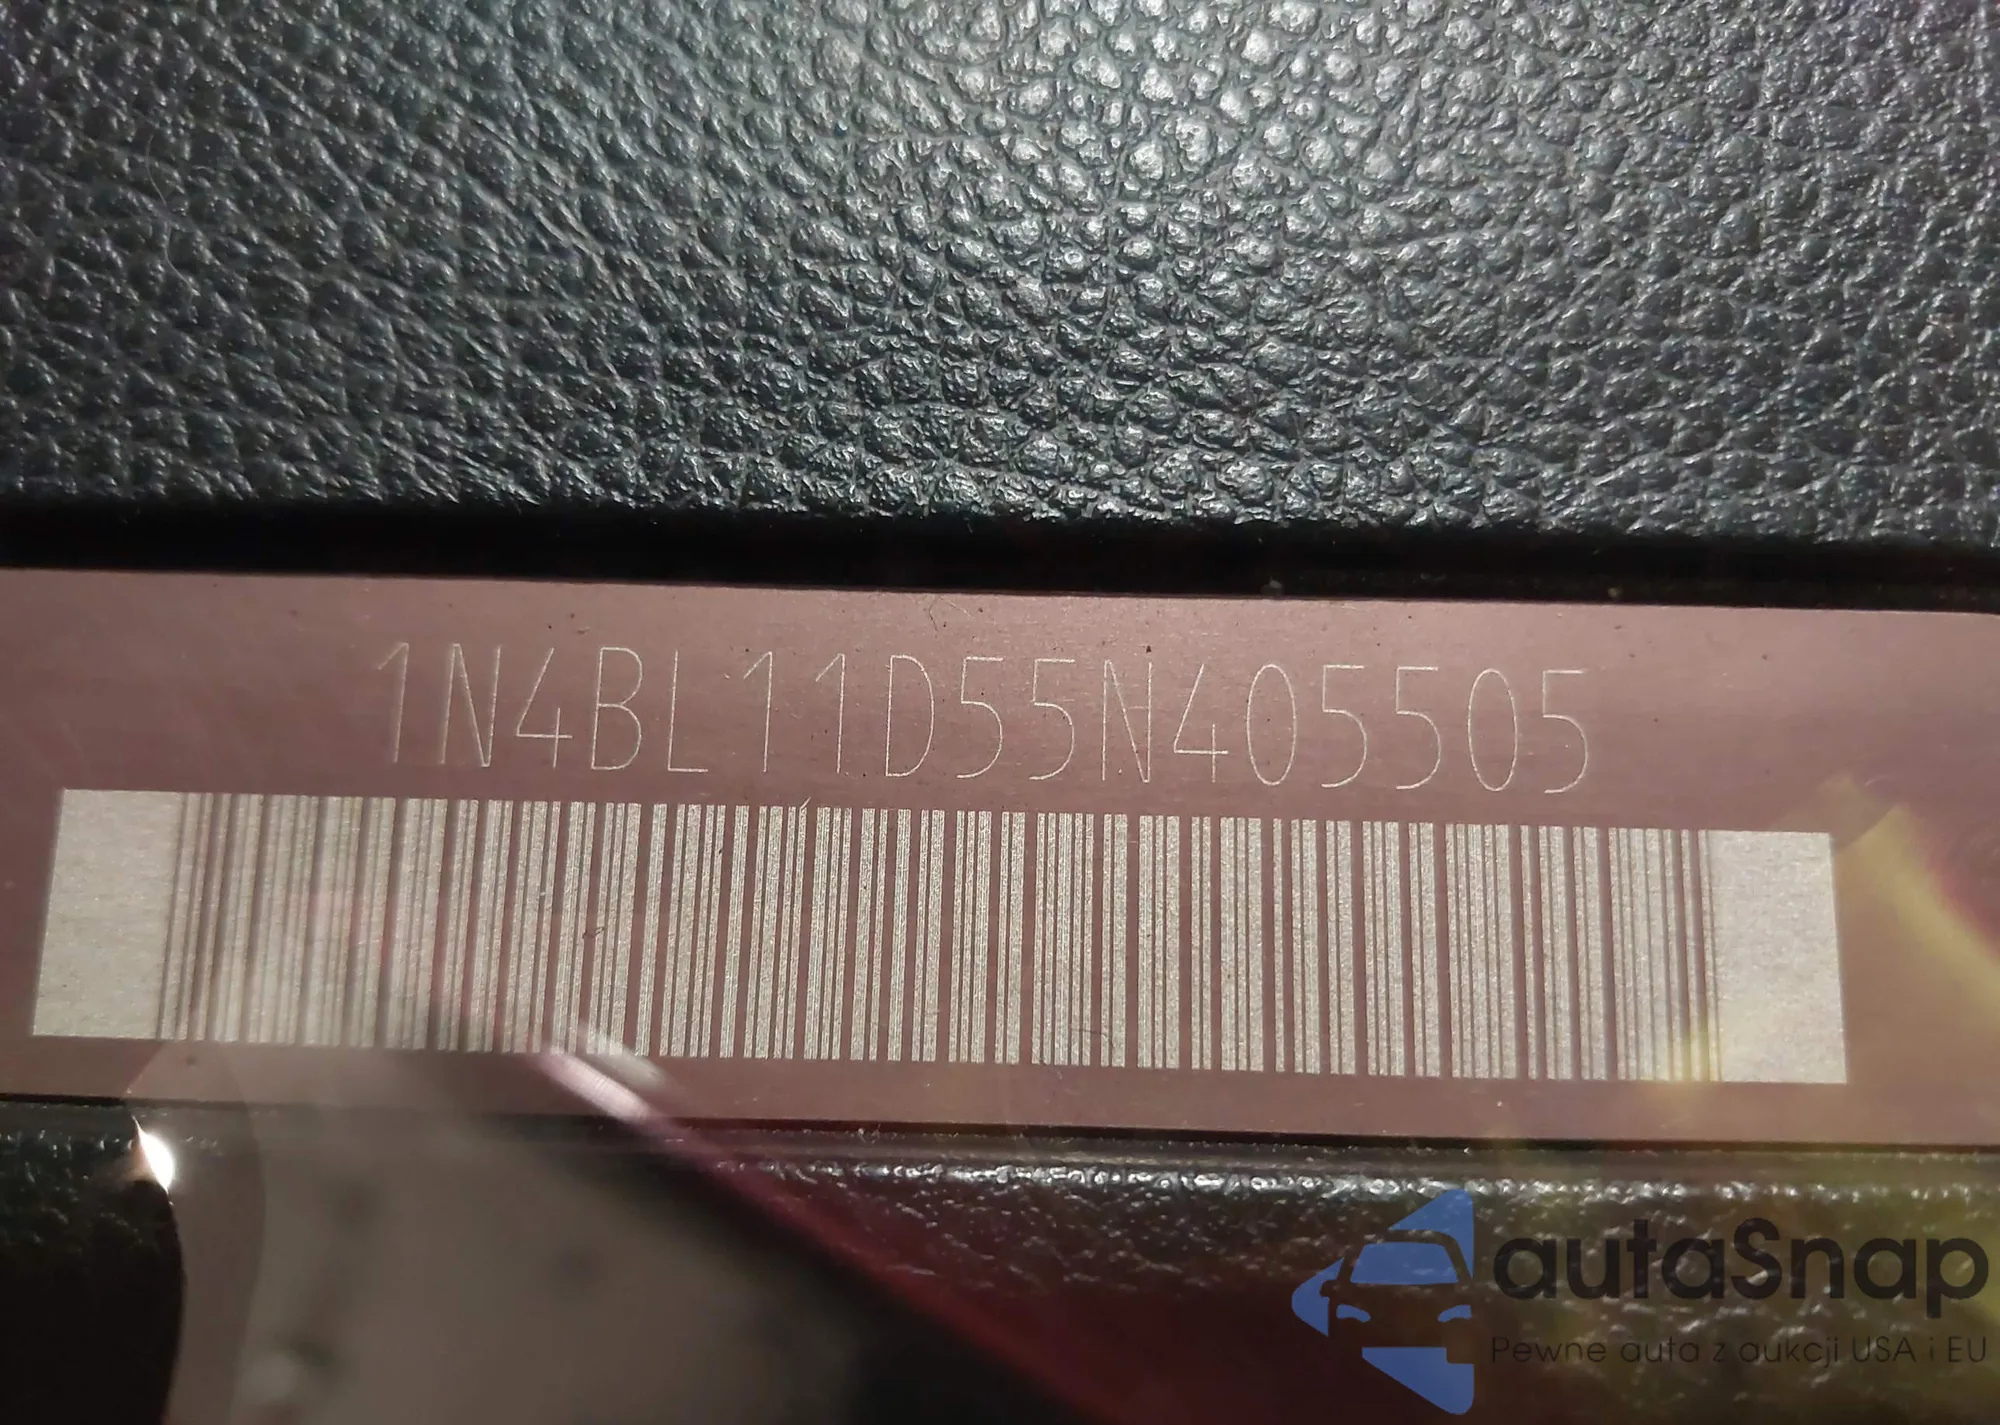 1N4BL11D55N405505
autaSnap
Pewne auta z aukcji USA i EU